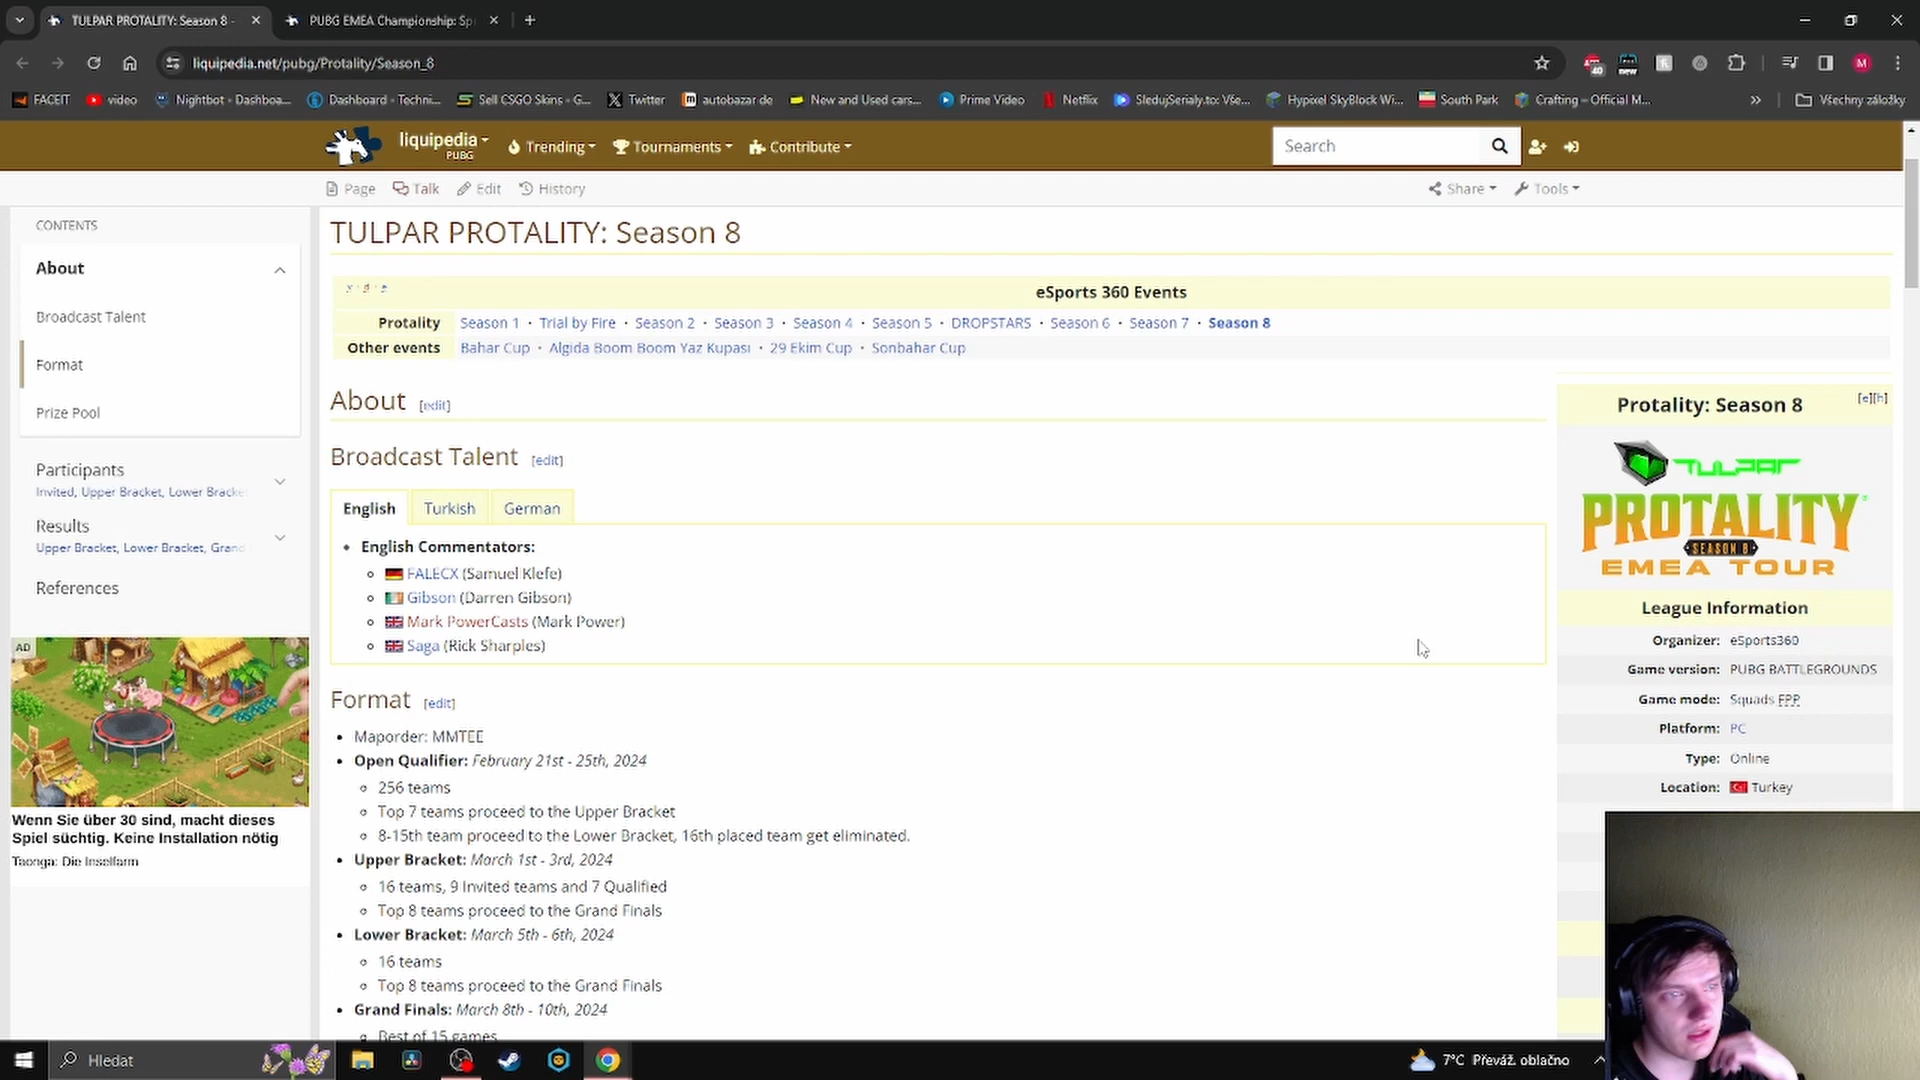 TULPAR PROTALITY: Season 8 -
PUBG EMEA Championship: Sp
liquipedia.net/pubg/Protality/Season_8
40
new
M
FACEIT
video
Nightbot - Dashboa...
Dashboard - Techni...
Sell CSGO Skins - G...
Twitter
autobazar de
New and Used cars...
Prime Video
Netflix
SledujSerialy.to: Vše...
Hypixel SkyBlock Wi...
South Park
Crafting – Official M...
»
Všechny záložky
liquipedia
PUBG
Trending
Tournaments
Contribute
Search
Page
Talk
Edit
History
Share
Tools
CONTENTS
About
Broadcast Talent
Format
Prize Pool
Participants
Invited, Upper Bracket, Lower Bracke
Results
Upper Bracket, Lower Bracket, Grand
References
AD
Wenn Sie über 30 sind, macht dieses
Spiel süchtig. Keine Installation nötig
Taonga: Die Inselfarm
TULPAR PROTALITY: Season 8
v · d · e
eSports 360 Events
Protality Season 1 · Trial by Fire · Season 2 · Season 3 · Season 4 · Season 5 · DROPSTARS · Season 6 · Season 7 · Season 8
Other events Bahar Cup · Algida Boom Boom Yaz Kupası · 29 Ekim Cup · Sonbahar Cup
About [edit]
Broadcast Talent [edit]
English Turkish German
English Commentators:
FALECX (Samuel Klefe)
Gibson (Darren Gibson)
Mark PowerCasts (Mark Power)
Saga (Rick Sharples)
Format [edit]
Maporder: MMTEE
Open Qualifier: February 21st - 25th, 2024
256 teams
Top 7 teams proceed to the Upper Bracket
8-15th team proceed to the Lower Bracket, 16th placed team get eliminated.
Upper Bracket: March 1st - 3rd, 2024
16 teams, 9 Invited teams and 7 Qualified
Top 8 teams proceed to the Grand Finals
Lower Bracket: March 5th - 6th, 2024
16 teams
Top 8 teams proceed to the Grand Finals
Grand Finals: March 8th - 10th, 2024
Best of 15 games
Protality: Season 8
[e][h]
TULPAR
PROTALITY
SEASON 8
EMEA TOUR
League Information
Organizer: eSports360
Game version: PUBG BATTLEGROUNDS
Game mode: Squads FPP
Platform: PC
Type: Online
Location: Turkey
Hledat
7°C Převáž. oblačno